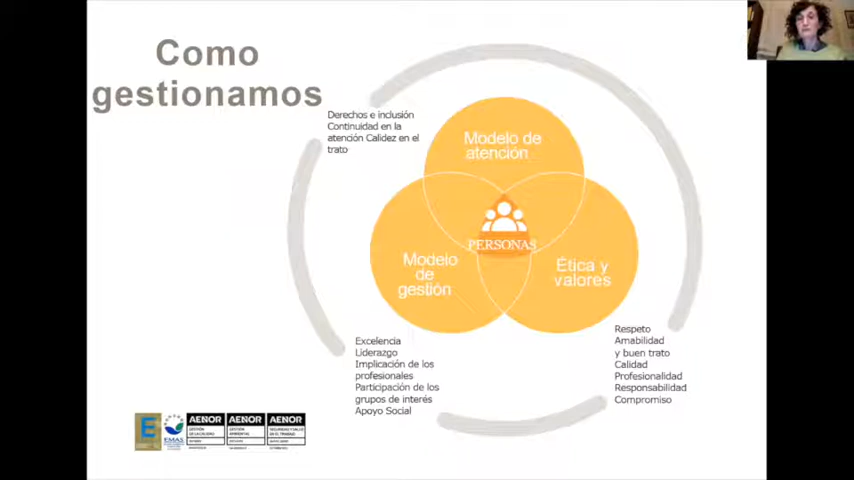 Como
gestionamos
Derechos e inclusión
Continuidad en la
atención Calidez en el
trato
Modelo de
atención
PERSONAS
Modelo
de
gestión
Ética y
valores
Excelencia
Liderazgo
Implicación de los
profesionales
Participación de los
grupos de interés
Apoyo Social
Respeto
Amabilidad
y buen trato
Calidad
Profesionalidad
Responsabilidad
Compromiso
E
EMAS
AENOR
AENOR
AENOR